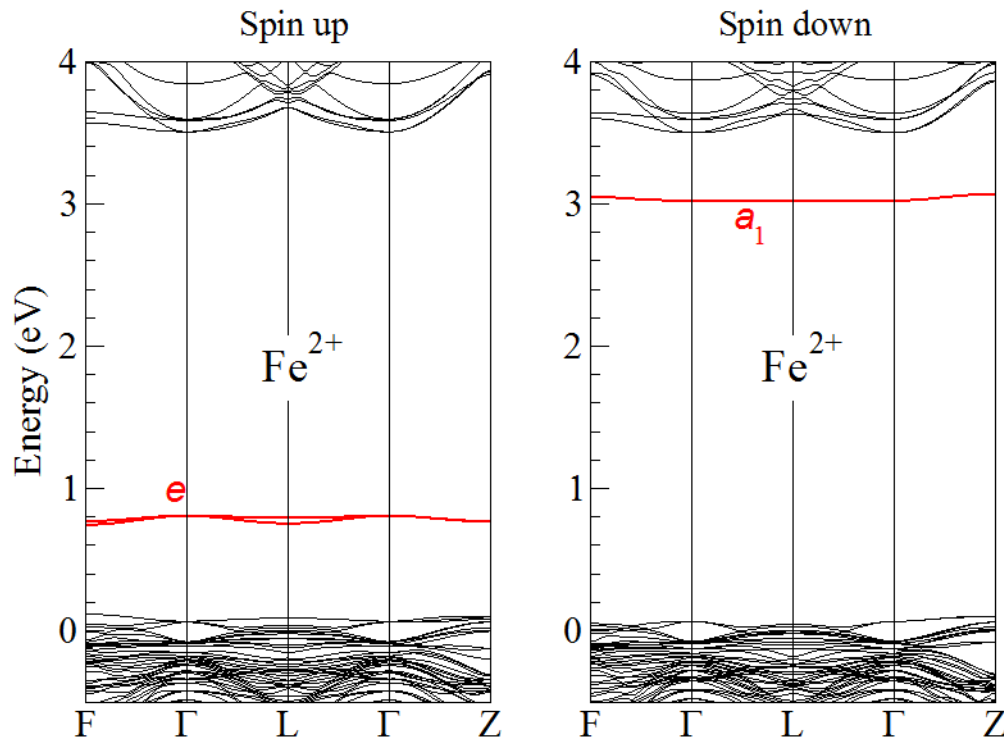 Spin up
Spin down
Energy (eV)
4
3
2
1
0
e
Fe²⁺
F Γ L Γ Z
4
3
2
1
0
a₁
Fe²⁺
F Γ L Γ Z